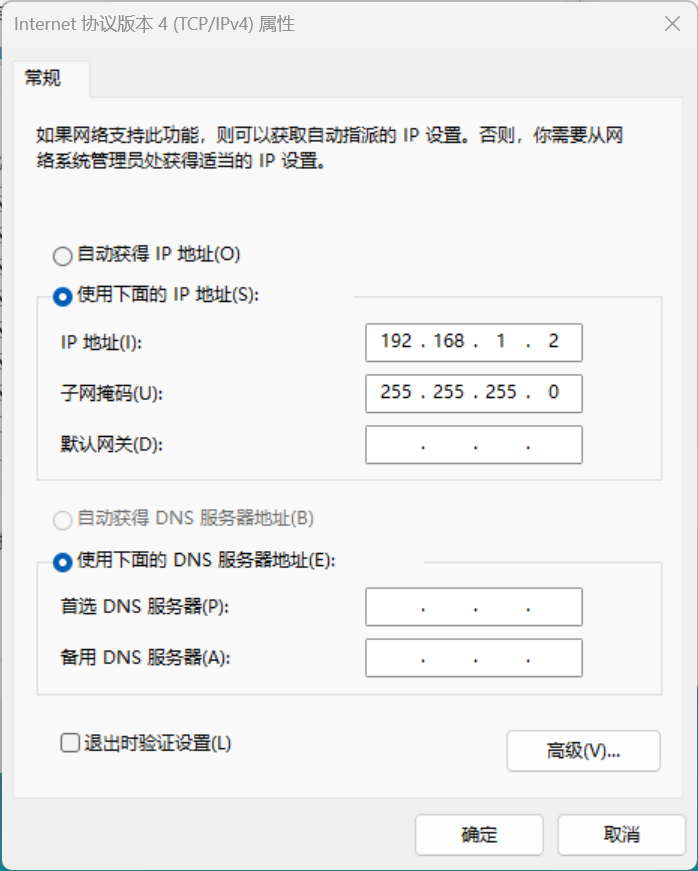 Internet 协议版本 4 (TCP/IPv4) 属性
常规
如果网络支持此功能，则可以获取自动指派的 IP 设置。否则，你需要从网
络系统管理员处获得适当的 IP 设置。
自动获得 IP 地址(O)
使用下面的 IP 地址(S):
IP 地址(I): 192 . 168 . 1 . 2
子网掩码(U): 255 . 255 . 255 . 0
默认网关(D): . . .
自动获得 DNS 服务器地址(B)
使用下面的 DNS 服务器地址(E):
首选 DNS 服务器(P): . . .
备用 DNS 服务器(A): . . .
退出时验证设置(L)
高级(V)...
确定 取消